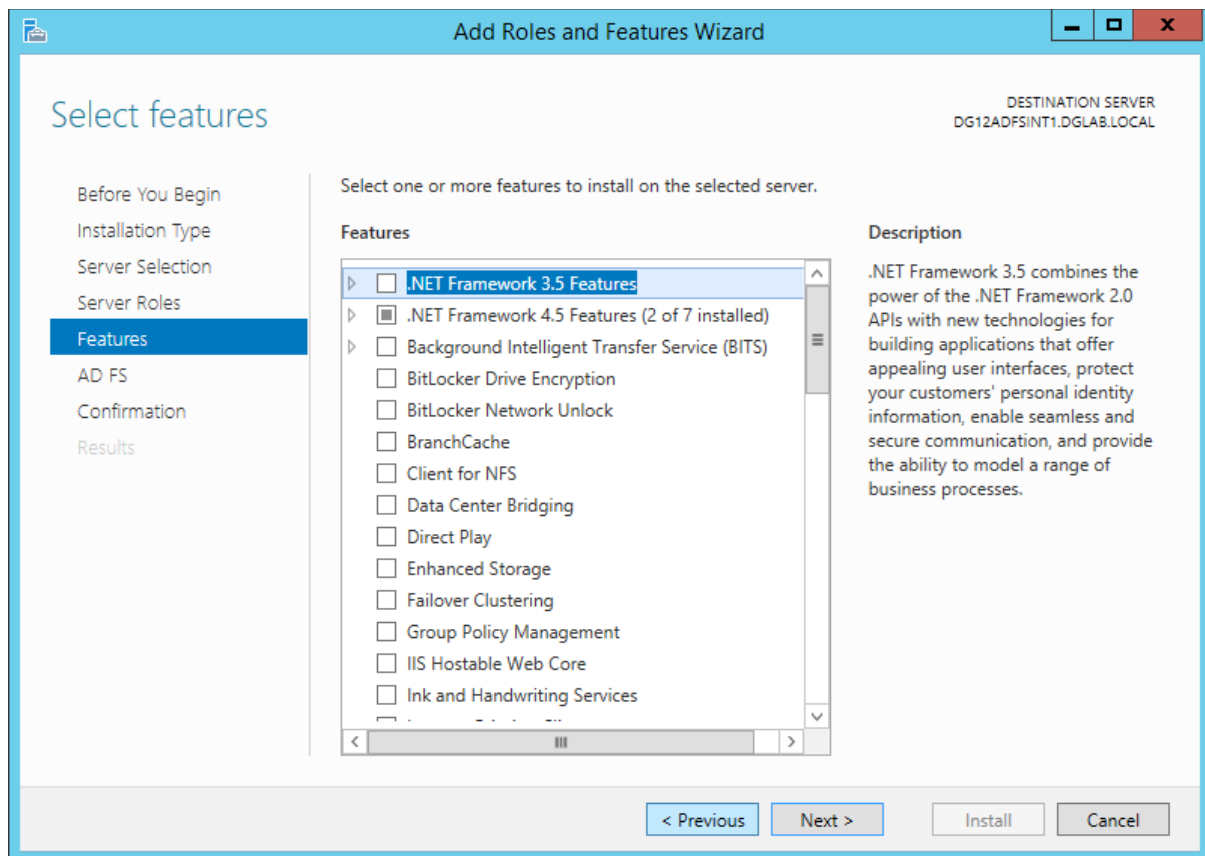 Add Roles and Features Wizard
Select features
DESTINATION SERVER
DG12ADFSINT1.DGLAB.LOCAL
Before You Begin
Installation Type
Server Selection
Server Roles
Features
AD FS
Confirmation
Results
Select one or more features to install on the selected server.
Features
.NET Framework 3.5 Features
.NET Framework 4.5 Features (2 of 7 installed)
Background Intelligent Transfer Service (BITS)
BitLocker Drive Encryption
BitLocker Network Unlock
BranchCache
Client for NFS
Data Center Bridging
Direct Play
Enhanced Storage
Failover Clustering
Group Policy Management
IIS Hostable Web Core
Ink and Handwriting Services
Description
.NET Framework 3.5 combines the
power of the .NET Framework 2.0
APIs with new technologies for
building applications that offer
appealing user interfaces, protect
your customers' personal identity
information, enable seamless and
secure communication, and provide
the ability to model a range of
business processes.
< Previous
Next >
Install
Cancel